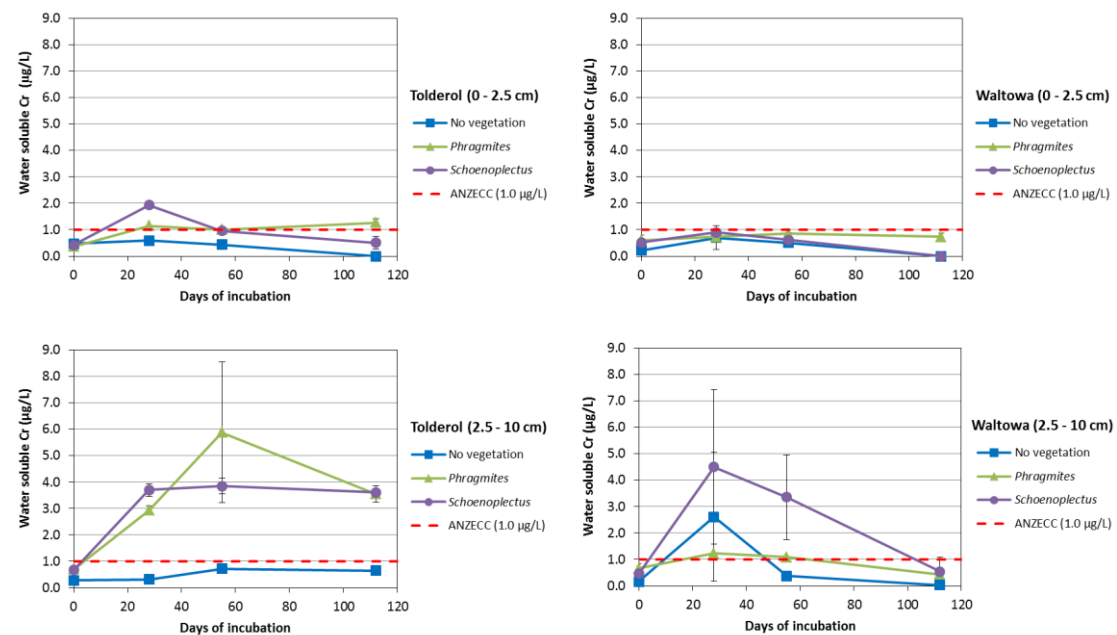 Water soluble Cr (µg/L)
9.0
8.0
7.0
6.0
5.0
4.0
3.0
2.0
1.0
0.0
0 20 40 60 80 100 120
Days of incubation
Tolderol (0 - 2.5 cm)
No vegetation
Phragmites
Schoenoplectus
ANZECC (1.0 µg/L)
Water soluble Cr (µg/L)
9.0
8.0
7.0
6.0
5.0
4.0
3.0
2.0
1.0
0.0
0 20 40 60 80 100 120
Days of incubation
Waltowa (0 - 2.5 cm)
No vegetation
Phragmites
Schoenoplectus
ANZECC (1.0 µg/L)
Water soluble Cr (µg/L)
9.0
8.0
7.0
6.0
5.0
4.0
3.0
2.0
1.0
0.0
0 20 40 60 80 100 120
Days of incubation
Tolderol (2.5 - 10 cm)
No vegetation
Phragmites
Schoenoplectus
ANZECC (1.0 µg/L)
Water soluble Cr (µg/L)
9.0
8.0
7.0
6.0
5.0
4.0
3.0
2.0
1.0
0.0
0 20 40 60 80 100 120
Days of incubation
Waltowa (2.5 - 10 cm)
No vegetation
Phragmites
Schoenoplectus
ANZECC (1.0 µg/L)